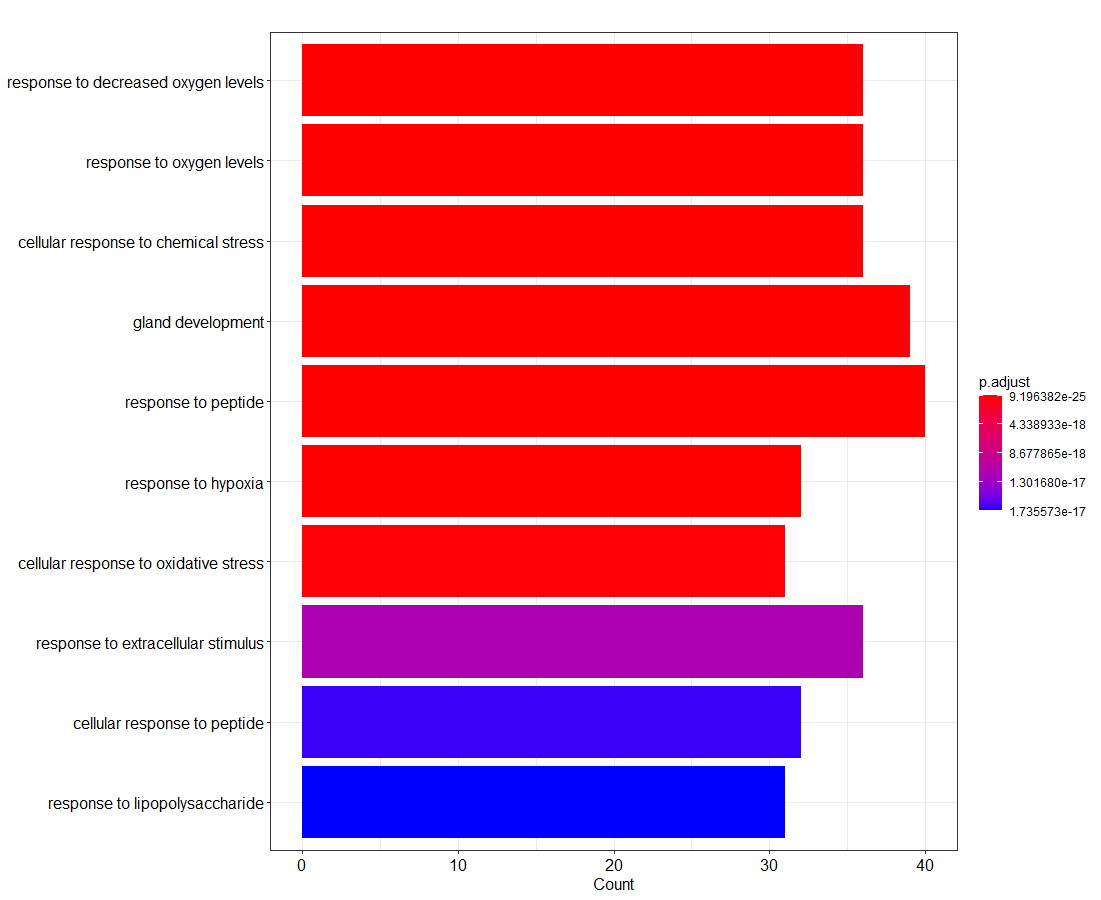 response to decreased oxygen levels
response to oxygen levels
cellular response to chemical stress
gland development
response to peptide
response to hypoxia
cellular response to oxidative stress
response to extracellular stimulus
cellular response to peptide
response to lipopolysaccharide
0 10 20 30 40
Count
p.adjust
9.196382e-25
4.338933e-18
8.677865e-18
1.301680e-17
1.735573e-17